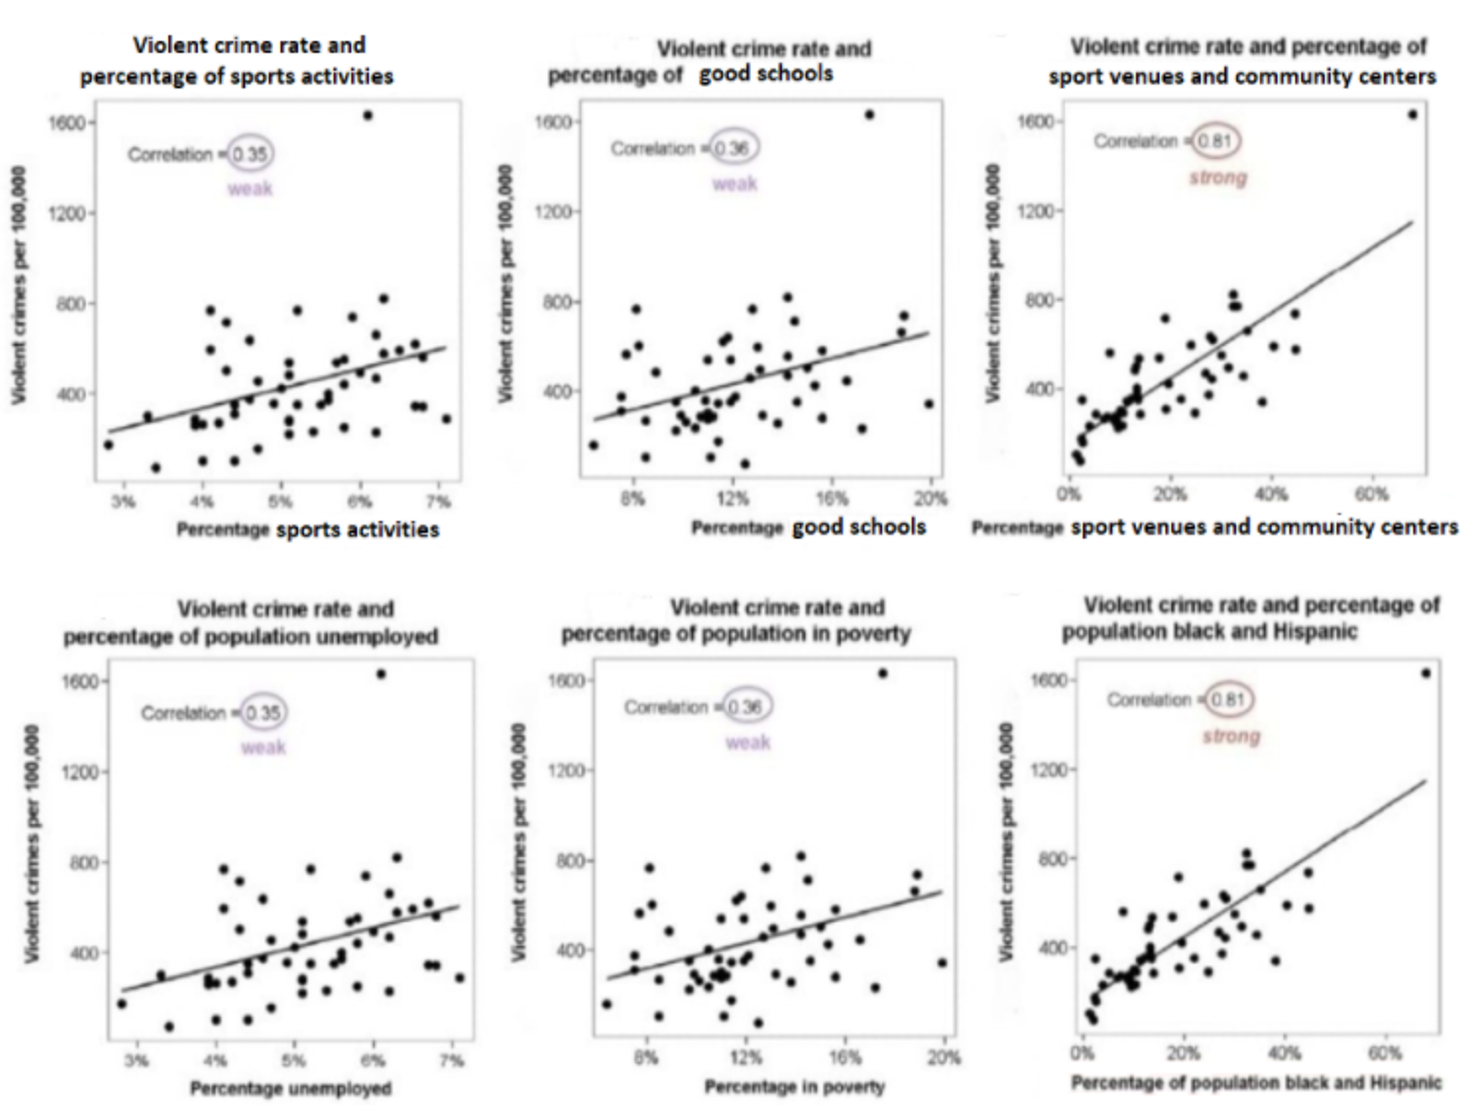 Violent crime rate and
percentage of sports activities
Violent crimes per 100,000
1600
1200
800
400
Correlation = 0.35
weak
3% 4% 5% 6% 7%
Percentage sports activities
Violent crime rate and
percentage of good schools
Violent crimes per 100,000
1600
1200
800
400
Correlation = 0.36
weak
8% 12% 16% 20%
Percentage good schools
Violent crime rate and percentage of
sport venues and community centers
Violent crimes per 100,000
1600
1200
800
400
Correlation = 0.81
strong
0% 20% 40% 60%
Percentage sport venues and community centers
Violent crime rate and
percentage of population unemployed
Violent crimes per 100,000
1600
1200
800
400
Correlation = 0.35
weak
3% 4% 5% 6% 7%
Percentage unemployed
Violent crime rate and
percentage of population in poverty
Violent crimes per 100,000
1600
1200
800
400
Correlation = 0.36
weak
8% 12% 16% 20%
Percentage in poverty
Violent crime rate and percentage of
population black and Hispanic
Violent crimes per 100,000
1600
1200
800
400
Correlation = 0.81
strong
0% 20% 40% 60%
Percentage of population black and Hispanic